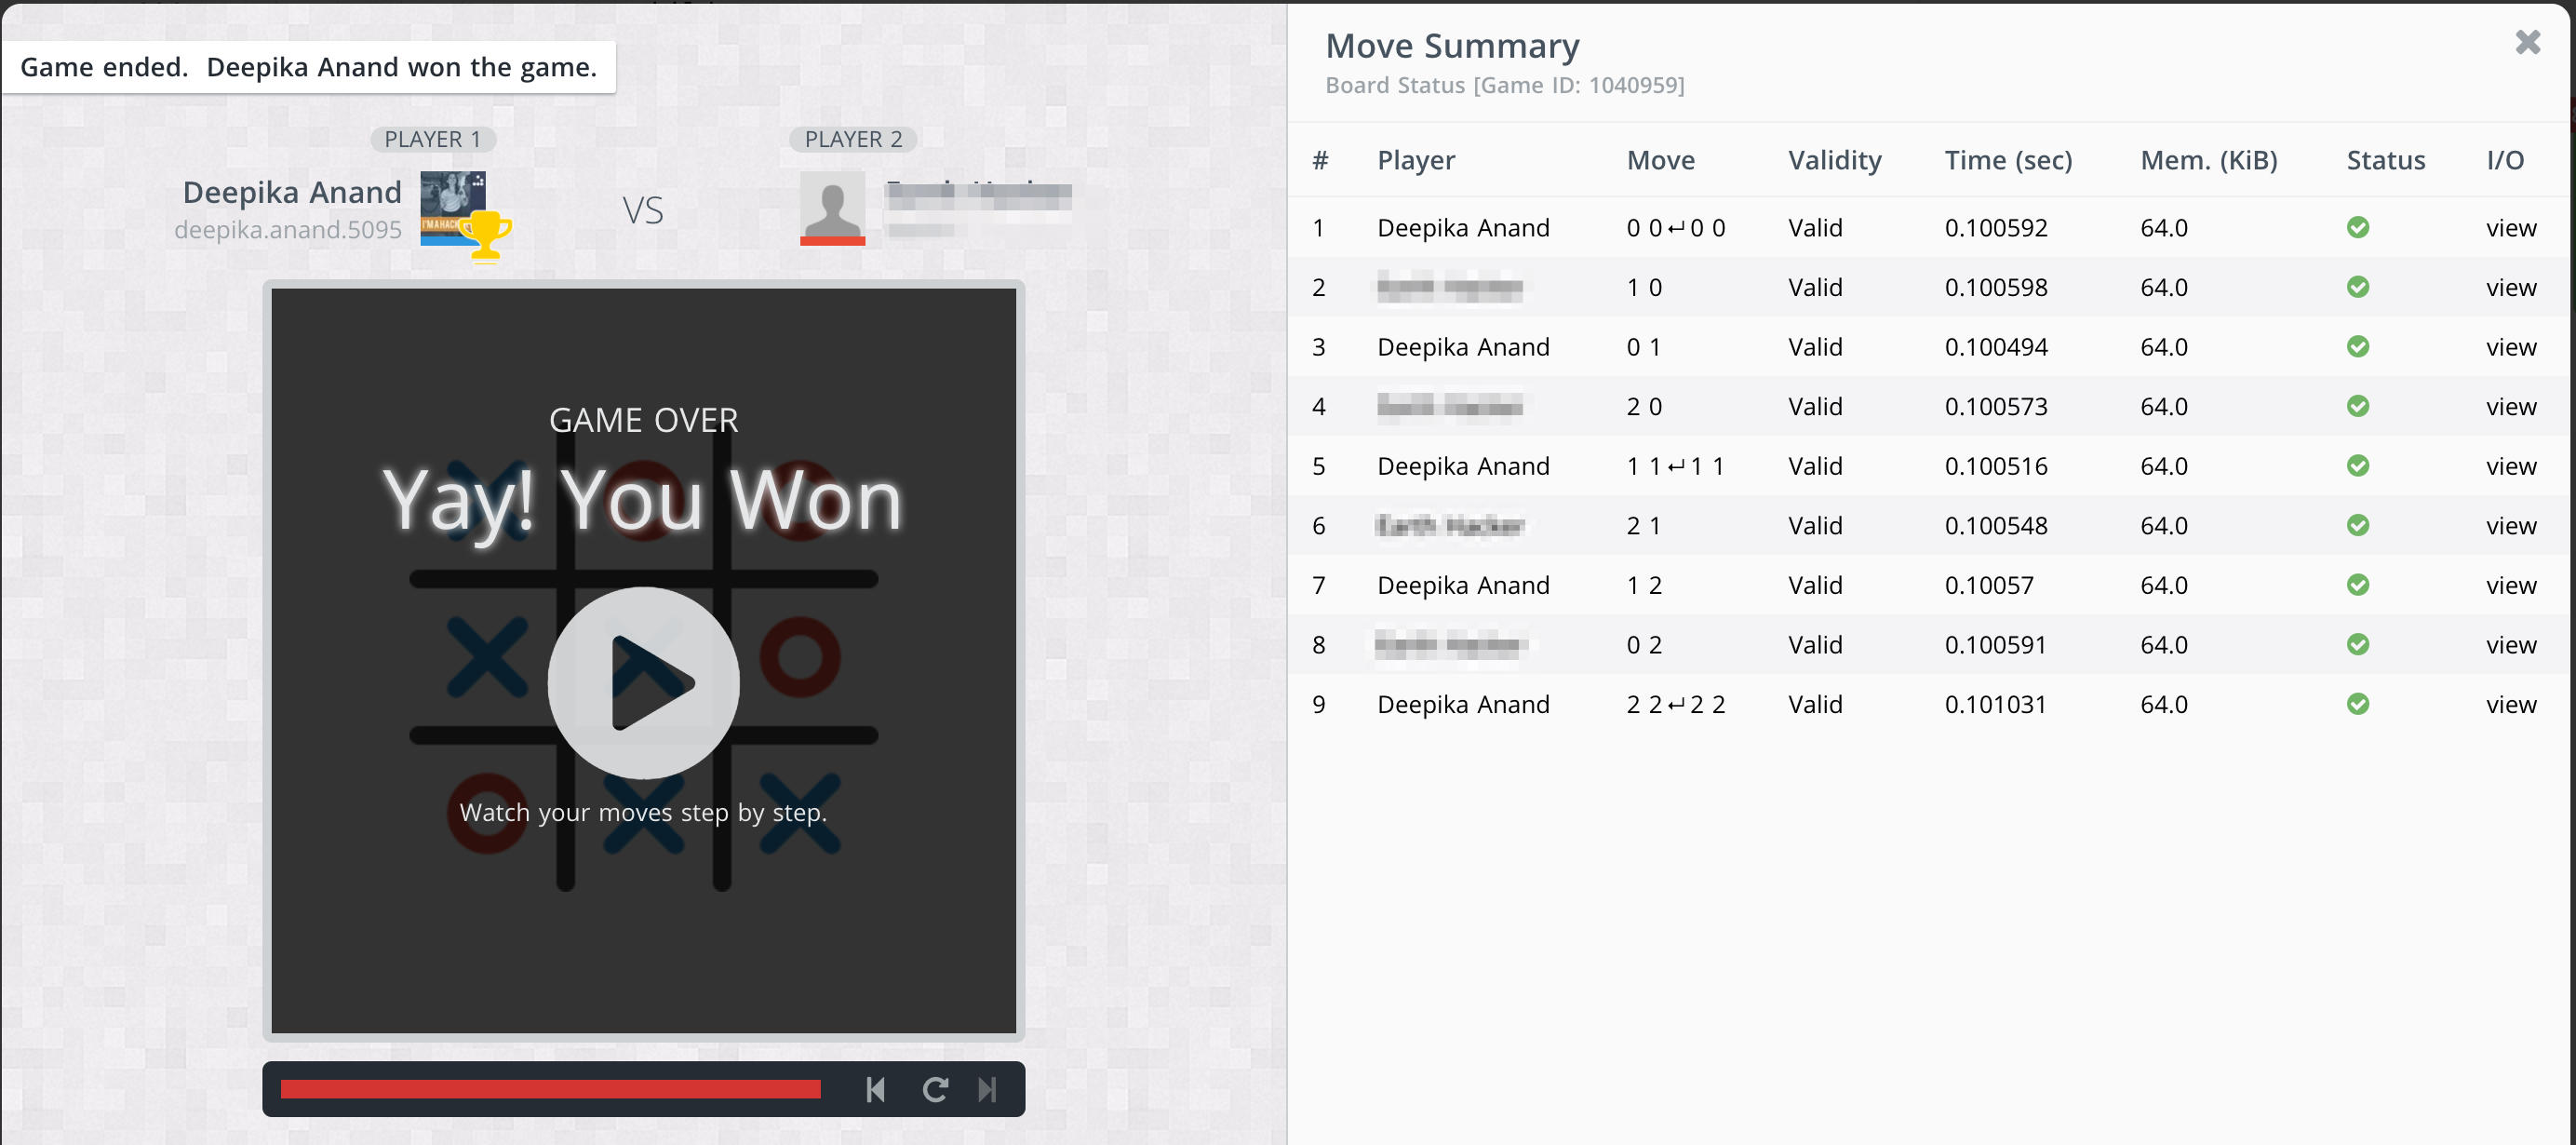 Game ended. Deepika Anand won the game.
PLAYER 1
Deepika Anand
deepika.anand.5095
VS
PLAYER 2
GAME OVER
Yay! You Won
Watch your moves step by step.
Move Summary
Board Status [Game ID: 1040959]
# Player Move Validity Time (sec) Mem. (KiB) Status I/O
1 Deepika Anand 0 0↵0 0 Valid 0.100592 64.0 view
2 1 0 Valid 0.100598 64.0 view
3 Deepika Anand 0 1 Valid 0.100494 64.0 view
4 2 0 Valid 0.100573 64.0 view
5 Deepika Anand 1 1↵1 1 Valid 0.100516 64.0 view
6 2 1 Valid 0.100548 64.0 view
7 Deepika Anand 1 2 Valid 0.10057 64.0 view
8 0 2 Valid 0.100591 64.0 view
9 Deepika Anand 2 2↵2 2 Valid 0.101031 64.0 view